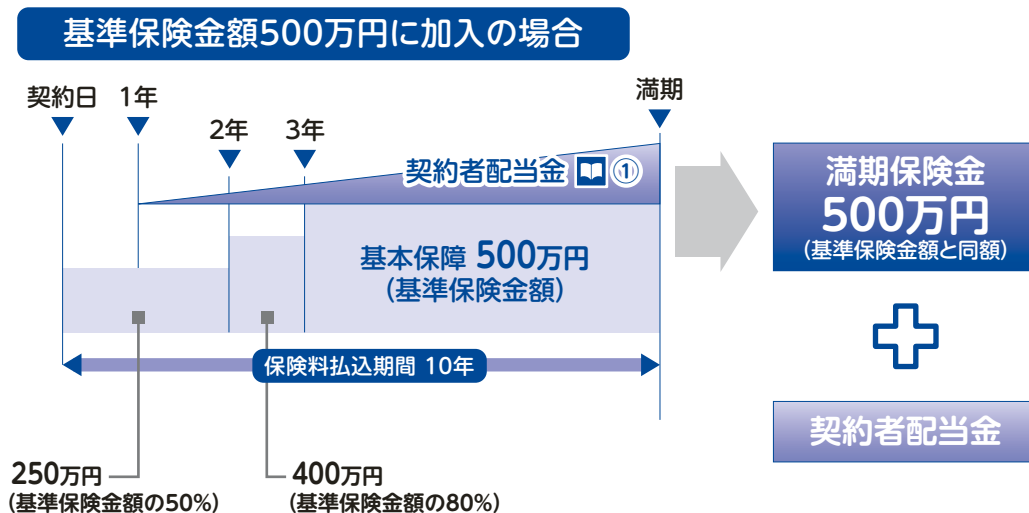 基準保険金額500万円に加入の場合
契約日
1年
2年
3年
満期
契約者配当金 ①
基本保障 500万円
(基準保険金額)
保険料払込期間 10年
250万円
(基準保険金額の50%)
400万円
(基準保険金額の80%)
満期保険金
500万円
(基準保険金額と同額)
契約者配当金